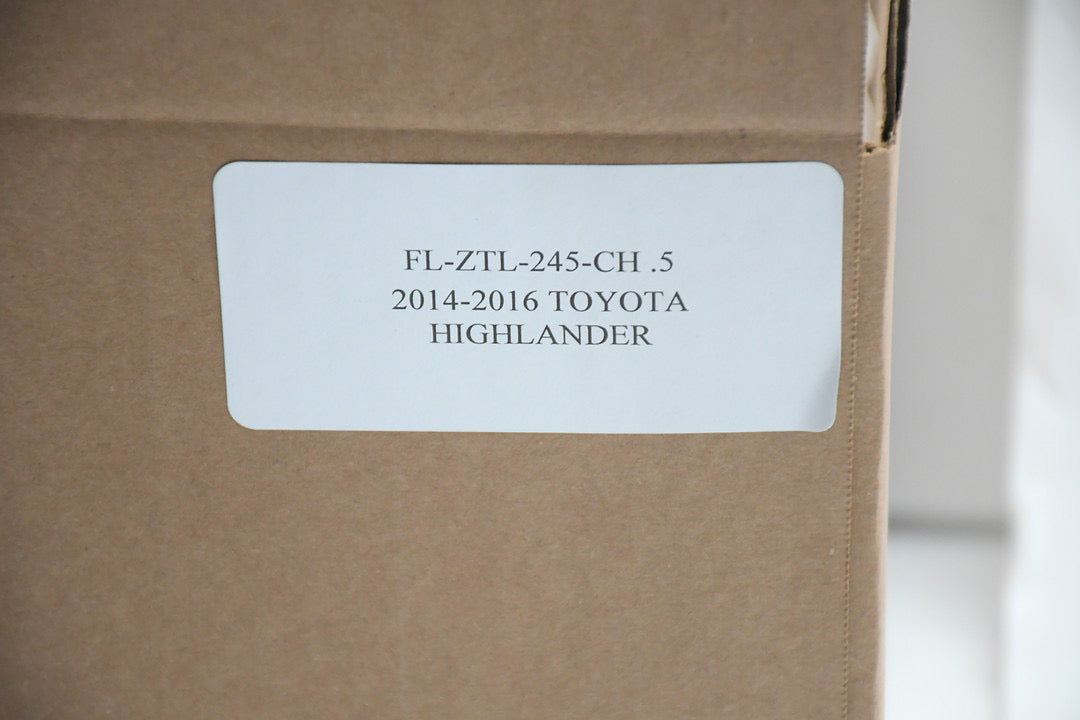 FL-ZTL-245-CH .5
2014-2016 TOYOTA
HIGHLANDER